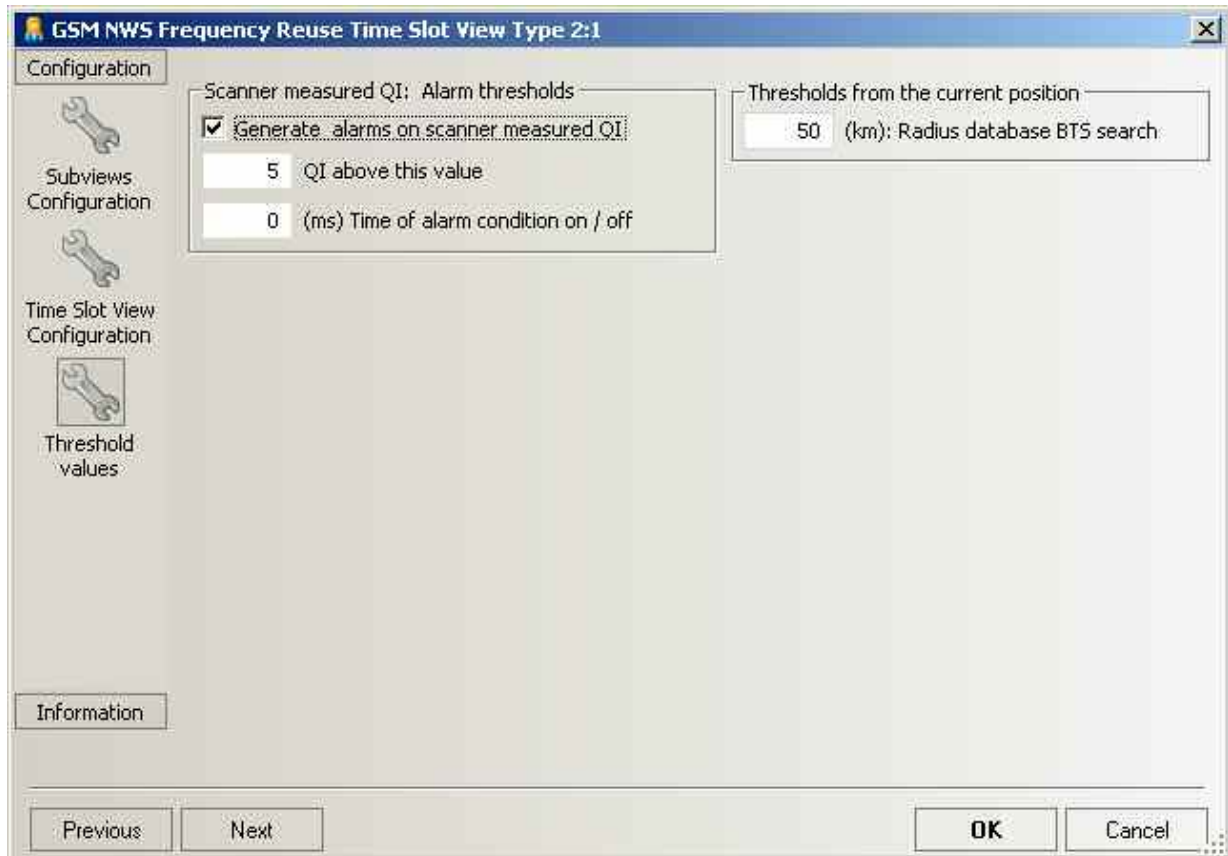 GSM NWS Frequency Reuse Time Slot View Type 2:1
Configuration
Subviews
Configuration
Time Slot View
Configuration
Threshold
values
Information
Scanner measured QI: Alarm thresholds
Generate alarms on scanner measured QI
5 QI above this value
0 (ms) Time of alarm condition on / off
Thresholds from the current position
50 (km): Radius database BTS search
Previous
Next
OK
Cancel